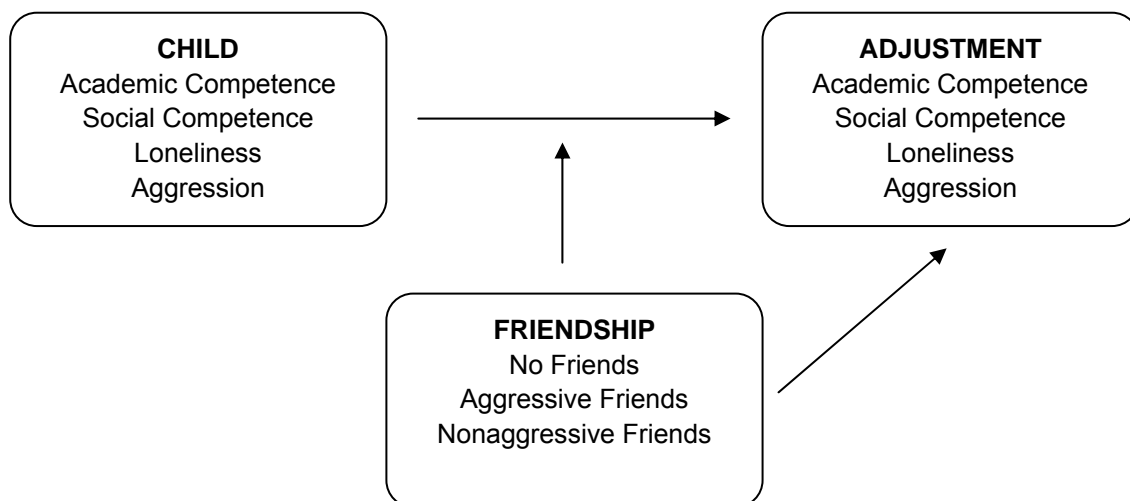 CHILD
Academic Competence
Social Competence
Loneliness
Aggression
ADJUSTMENT
Academic Competence
Social Competence
Loneliness
Aggression
FRIENDSHIP
No Friends
Aggressive Friends
Nonaggressive Friends